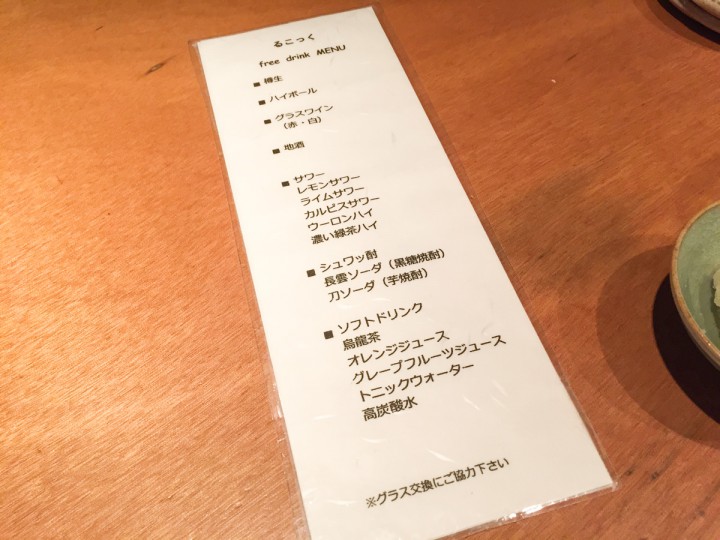 るこっく
free drink MENU
■ 樽生
■ ハイボール
■ グラスワイン
（赤・白）
■ 地酒
■ サワー
レモンサワー
ライムサワー
カルピスサワー
ウーロンハイ
濃い緑茶ハイ
■ シュワッ酎
長雲ソーダ（黒糖焼酎）
刀ソーダ（芋焼酎）
■ ソフトドリンク
烏龍茶
オレンジジュース
グレープフルーツジュース
トニックウォーター
高炭酸水
※グラス交換にご協力下さい